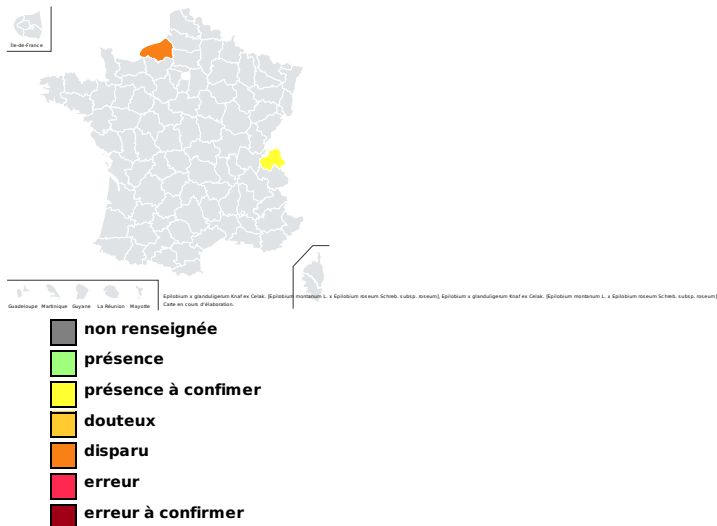 Île-de-France
Guadeloupe Martinique Guyane La Réunion Mayotte
Epilobium x glanduligerum Knaf ex Celak. [Epilobium montanum L. x Epilobium roseum Schreb. subsp. roseum], Epilobium x glanduligerum Knaf ex Celak. [Epilobium montanum L. x Epilobium roseum Schreb. subsp. roseum]
Carte en cours d'élaboration.
non renseignée
présence
présence à confimer
douteux
disparu
erreur
erreur à confirmer